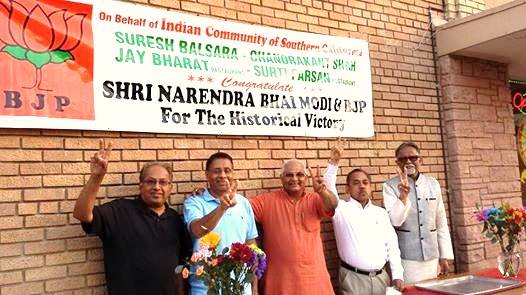 On Behalf of Indian Community of Southern California
SURESH BALSARA - CHANDRAKANT SHAH
JAY BHARAT RESTAURANT - SURTI FARSAN
*** Congratulate ***
SHRI NARENDRA BHAI MODI & BJP
For The Historical Victory
BJP